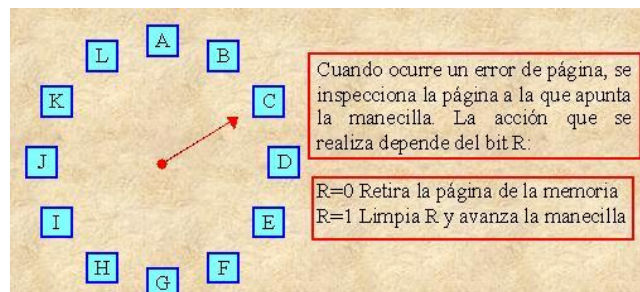 A
L
B
K
C
J
D
I
E
H
F
G
Cuando ocurre un error de página, se
inspecciona la página a la que apunta
la manecilla. La acción que se
realiza depende del bit R:
R=0 Retira la página de la memoria
R=1 Limpia R y avanza la manecilla